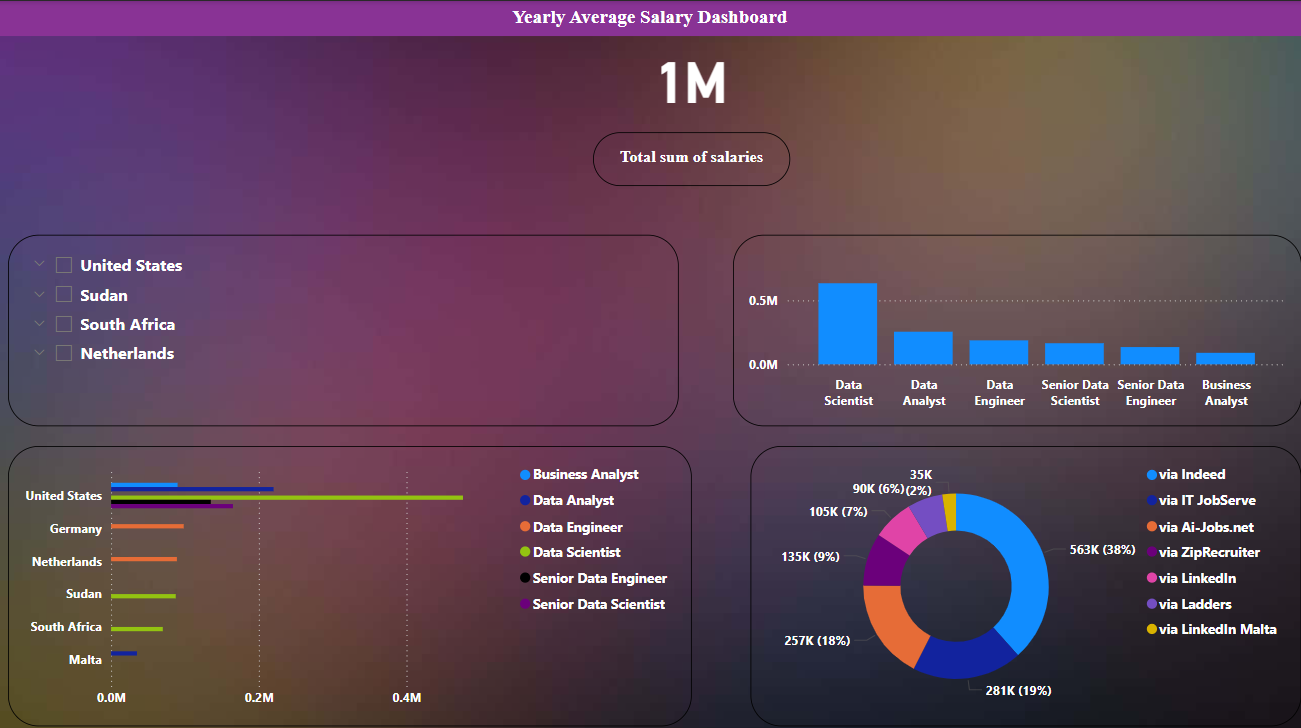 Yearly Average Salary Dashboard
1M
Total sum of salaries
United States
Sudan
South Africa
Netherlands
0.5M
0.0M
Data Scientist
Data Analyst
Data Engineer
Senior Data Scientist
Senior Data Engineer
Business Analyst
United States
Germany
Netherlands
Sudan
South Africa
Malta
0.0M
0.2M
0.4M
Business Analyst
Data Analyst
Data Engineer
Data Scientist
Senior Data Engineer
Senior Data Scientist
35K (2%)
90K (6%)
105K (7%)
135K (9%)
257K (18%)
281K (19%)
563K (38%)
via Indeed
via IT JobServe
via Ai-Jobs.net
via ZipRecruiter
via LinkedIn
via Ladders
via LinkedIn Malta